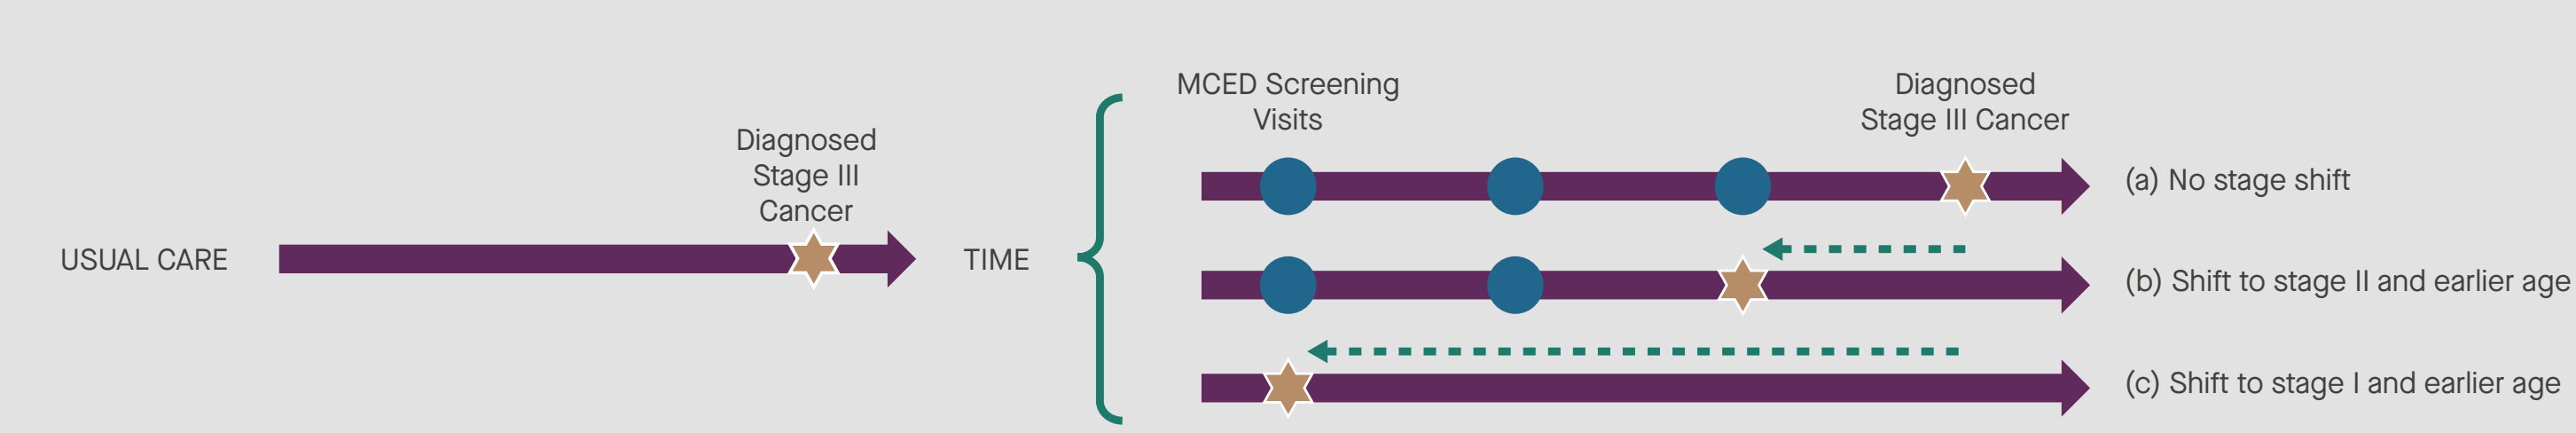 USUAL CARE
Diagnosed
Stage III
Cancer
TIME
MCED Screening
Visits
Diagnosed
Stage III Cancer
(a) No stage shift
(b) Shift to stage II and earlier age
(c) Shift to stage I and earlier age